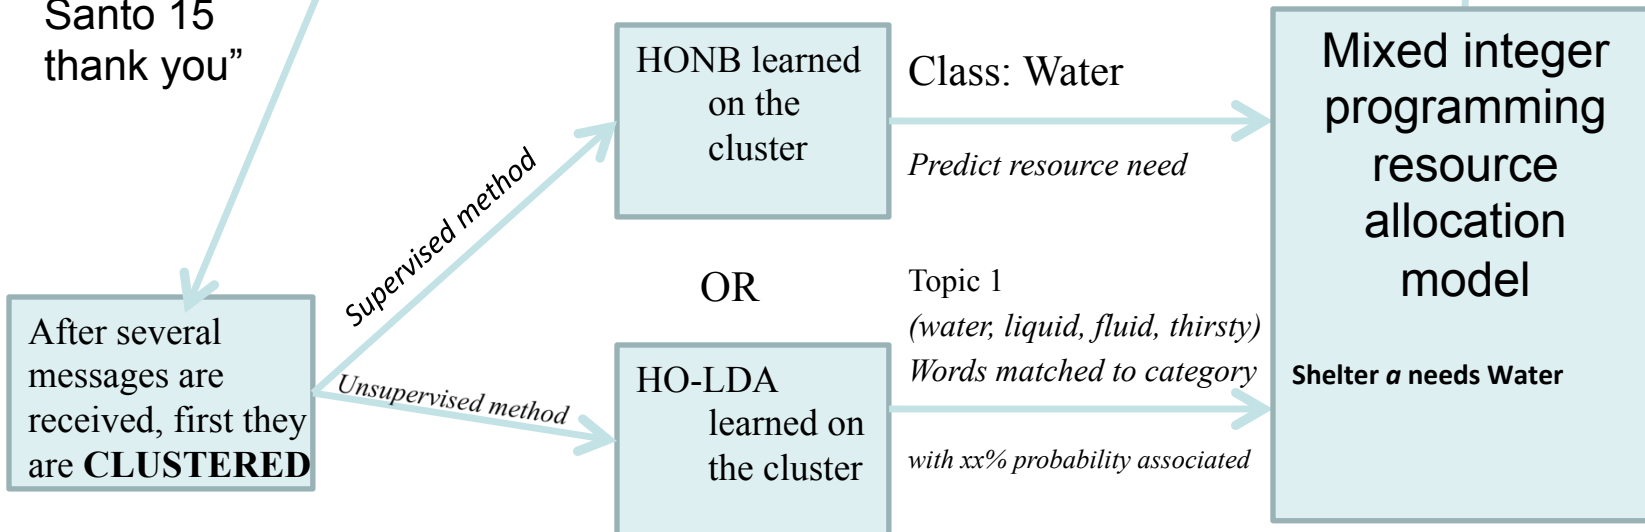 Santo 15
thank you”
After several
messages are
received, first they
are CLUSTERED
Supervised method
Unsupervised method
HONB learned
on the
cluster
OR
HO-LDA
learned on
the cluster
Class: Water
Predict resource need
Topic 1
(water, liquid, fluid, thirsty)
Words matched to category
with xx% probability associated
Mixed integer
programming
resource
allocation
model
Shelter a needs Water